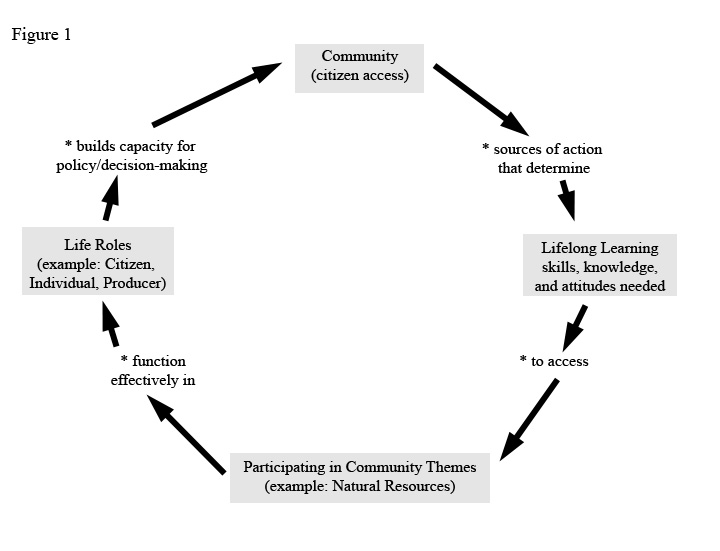 Figure 1
Community
(citizen access)
* sources of action
that determine
Lifelong Learning
skills, knowledge,
and attitudes needed
* to access
Participating in Community Themes
(example: Natural Resources)
* function
effectively in
Life Roles
(example: Citizen,
Individual, Producer)
* builds capacity for
policy/decision-making